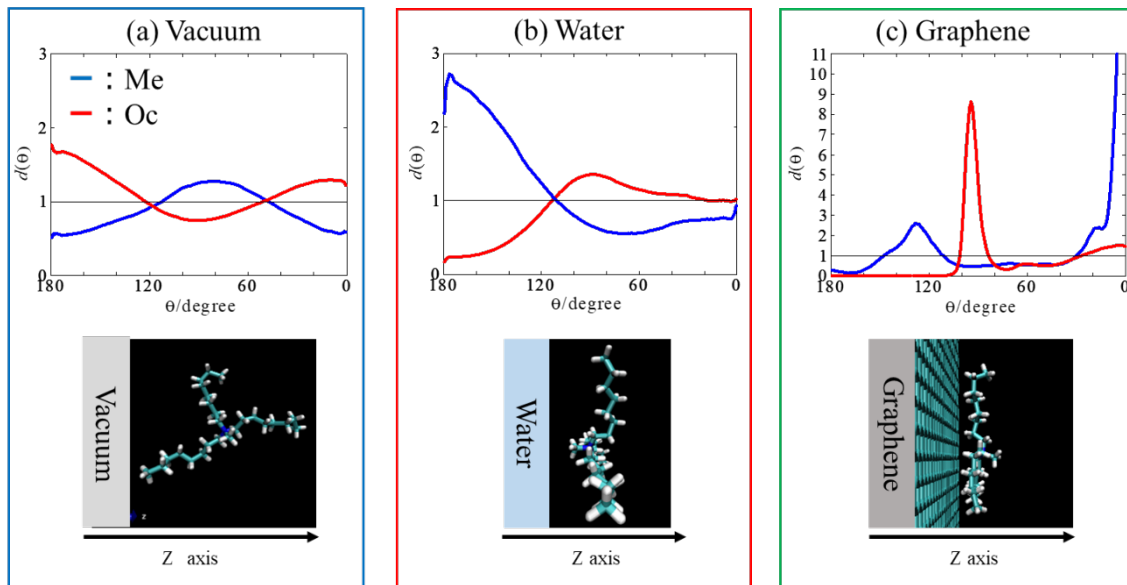 (a) Vacuum
3
2
1
0
d(θ)
: Me
: Oc
180
120
60
0
θ/degree
Vacuum
z
Z axis
(b) Water
3
2
1
0
d(θ)
180
120
60
0
θ/degree
Water
Z axis
(c) Graphene
11
10
9
8
7
6
5
4
3
2
1
0
d(θ)
180
120
60
0
θ/degree
Graphene
Z axis